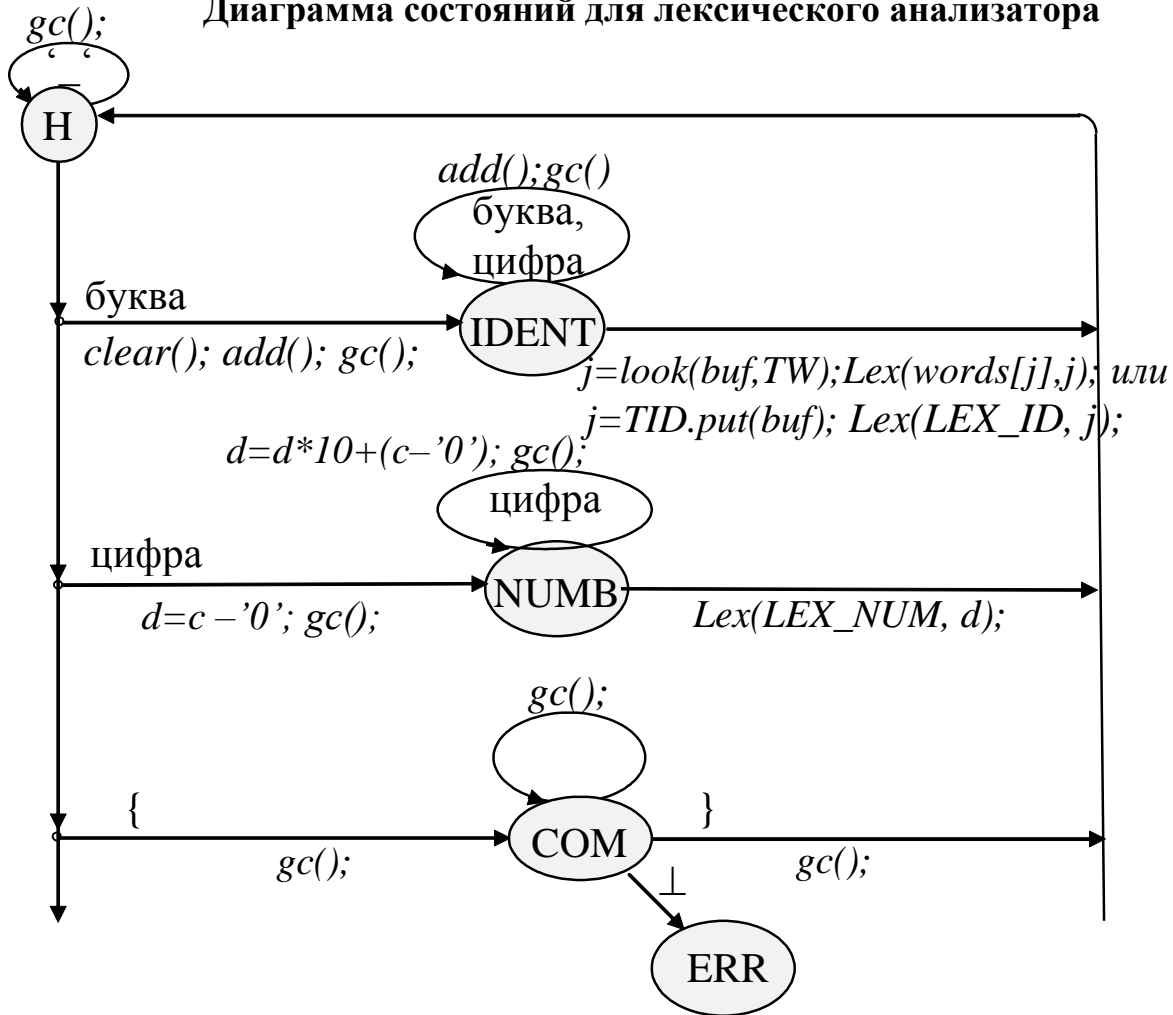 Диаграмма состояний для лексического анализатора
gc();
‘ _ ‘
H
add();gc()
буква,
цифра
буква
IDENT
clear(); add(); gc();
j=look(buf,TW);Lex(words[j],j); или
j=TID.put(buf); Lex(LEX_ID, j);
d=d*10+(c–’0’); gc();
цифра
цифра
NUMB
d=c –’0’; gc();
Lex(LEX_NUM, d);
gc();
{
}
COM
gc();
gc();
⊥
ERR